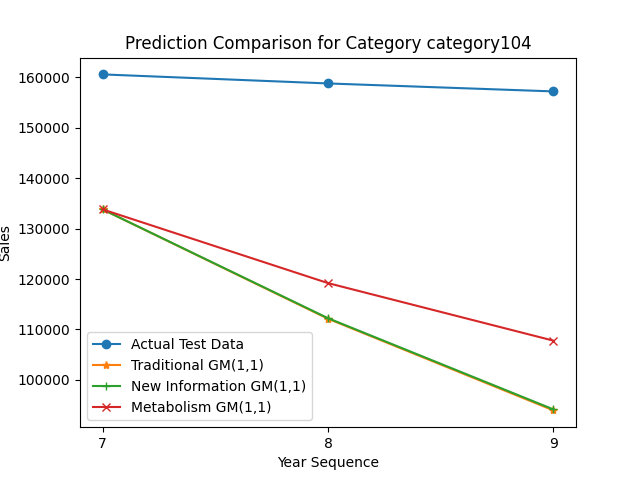 Prediction Comparison for Category category104
160000
150000
140000
130000
120000
110000
100000
Sales
Actual Test Data
Traditional GM(1,1)
New Information GM(1,1)
Metabolism GM(1,1)
7
8
9
Year Sequence